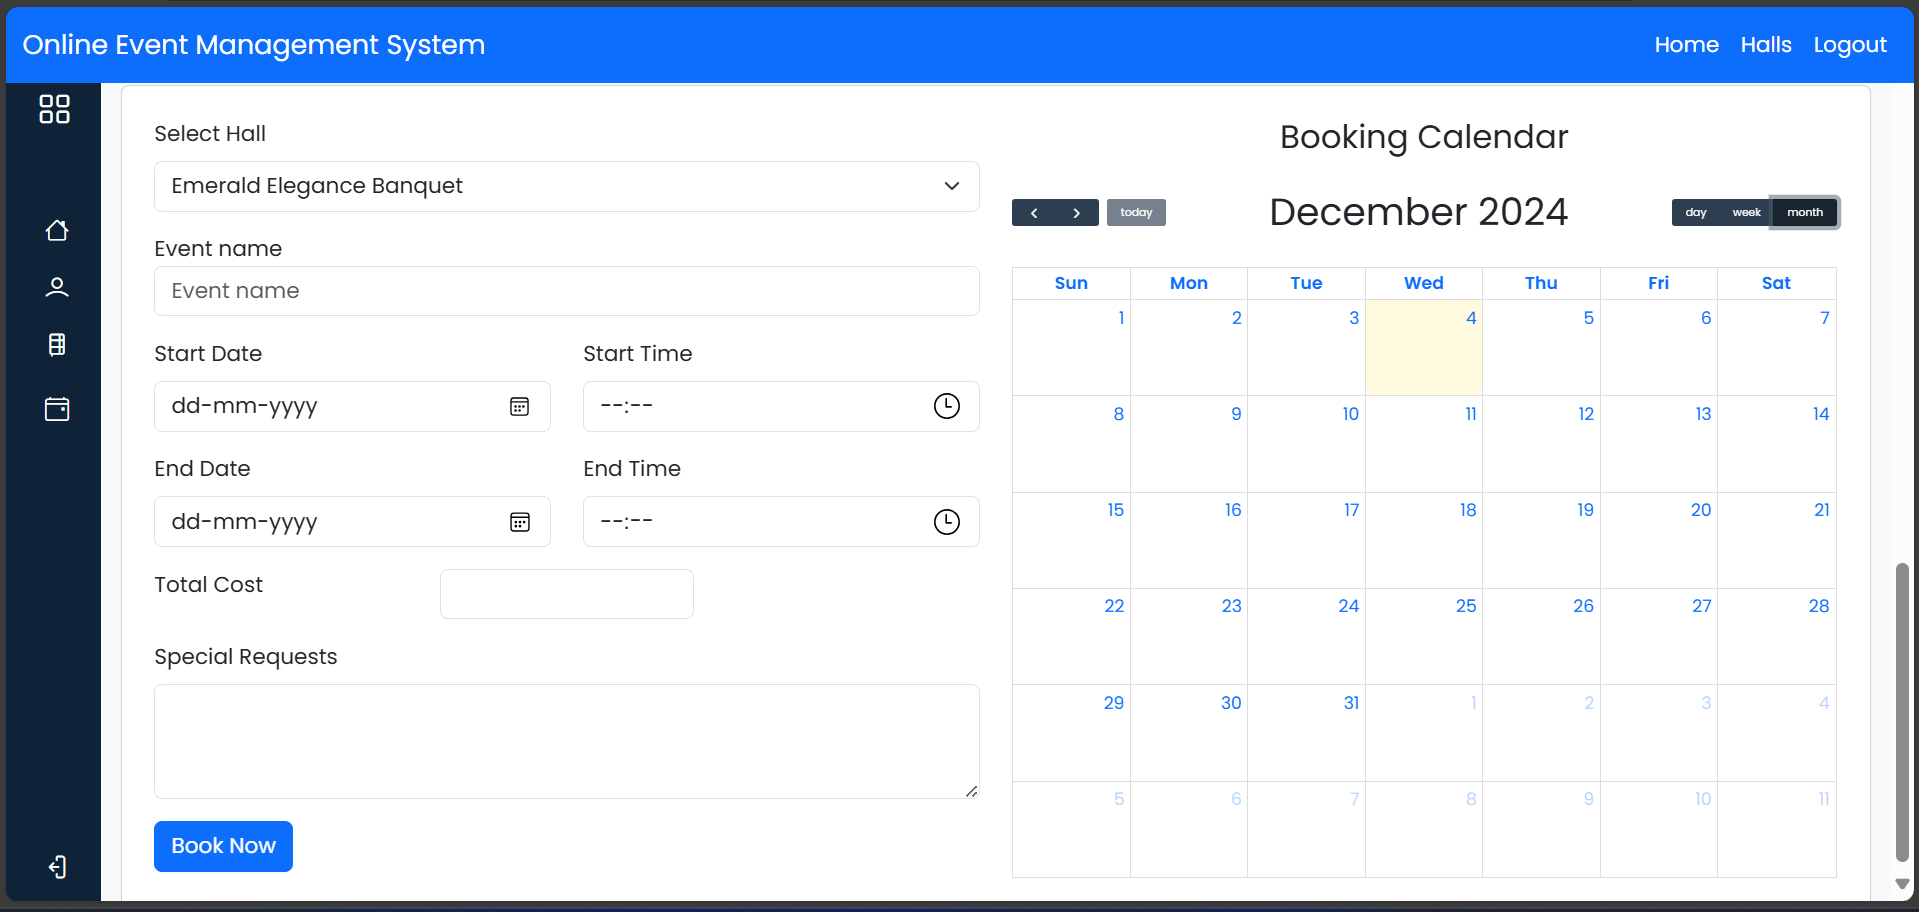 Online Event Management System
Home Halls Logout
Select Hall
Emerald Elegance Banquet
Event name
Event name
Start Date Start Time
dd-mm-yyyy --:--
End Date End Time
dd-mm-yyyy --:--
Total Cost
Special Requests
Book Now
Booking Calendar
today December 2024 day week month
Sun Mon Tue Wed Thu Fri Sat
1 2 3 4 5 6 7
8 9 10 11 12 13 14
15 16 17 18 19 20 21
22 23 24 25 26 27 28
29 30 31 1 2 3 4
5 6 7 8 9 10 11